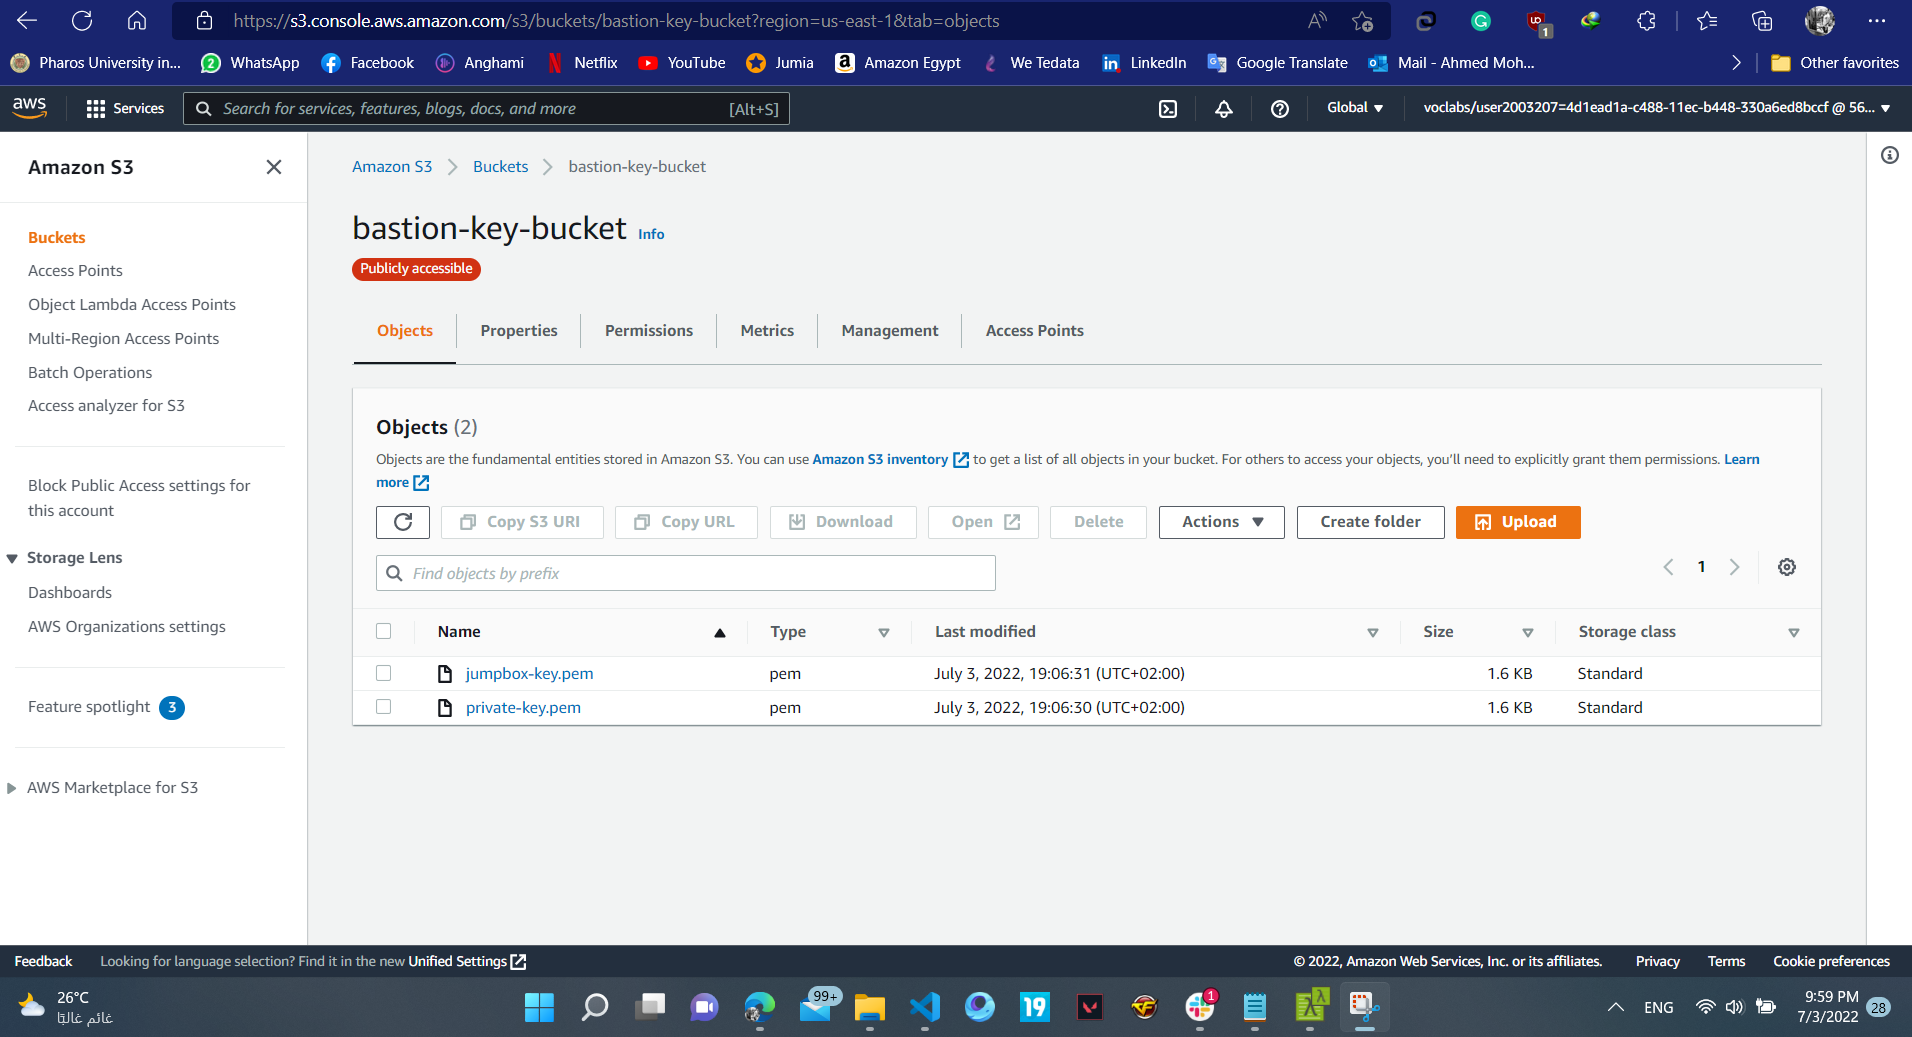 https://s3.console.aws.amazon.com/s3/buckets/bastion-key-bucket?region=us-east-1&tab=objects
1
Pharos University in... WhatsApp Facebook Anghami Netflix YouTube Jumia Amazon Egypt We Tedata LinkedIn Google Translate Mail - Ahmed Moh... Other favorites
aws Services Search for services, features, blogs, docs, and more [Alt+S] Global voclabs/user2003207=4d1ead1a-c488-11ec-b448-330a6ed8bccf @ 56...
Amazon S3
Buckets
Access Points
Object Lambda Access Points
Multi-Region Access Points
Batch Operations
Access analyzer for S3
Block Public Access settings for
this account
Storage Lens
Dashboards
AWS Organizations settings
Feature spotlight 3
AWS Marketplace for S3
Amazon S3 Buckets bastion-key-bucket
bastion-key-bucket Info
Publicly accessible
Objects Properties Permissions Metrics Management Access Points
Objects (2)
Objects are the fundamental entities stored in Amazon S3. You can use Amazon S3 inventory to get a list of all objects in your bucket. For others to access your objects, you'll need to explicitly grant them permissions. Learn
more
Copy S3 URI Copy URL Download Open Delete Actions Create folder Upload
Find objects by prefix 1
Name Type Last modified Size Storage class
jumpbox-key.pem pem July 3, 2022, 19:06:31 (UTC+02:00) 1.6 KB Standard
private-key.pem pem July 3, 2022, 19:06:30 (UTC+02:00) 1.6 KB Standard
Feedback Looking for language selection? Find it in the new Unified Settings © 2022, Amazon Web Services, Inc. or its affiliates. Privacy Terms Cookie preferences
26°C
غائم غالبًا
99+ 19 1 ENG
9:59 PM
7/3/2022 28